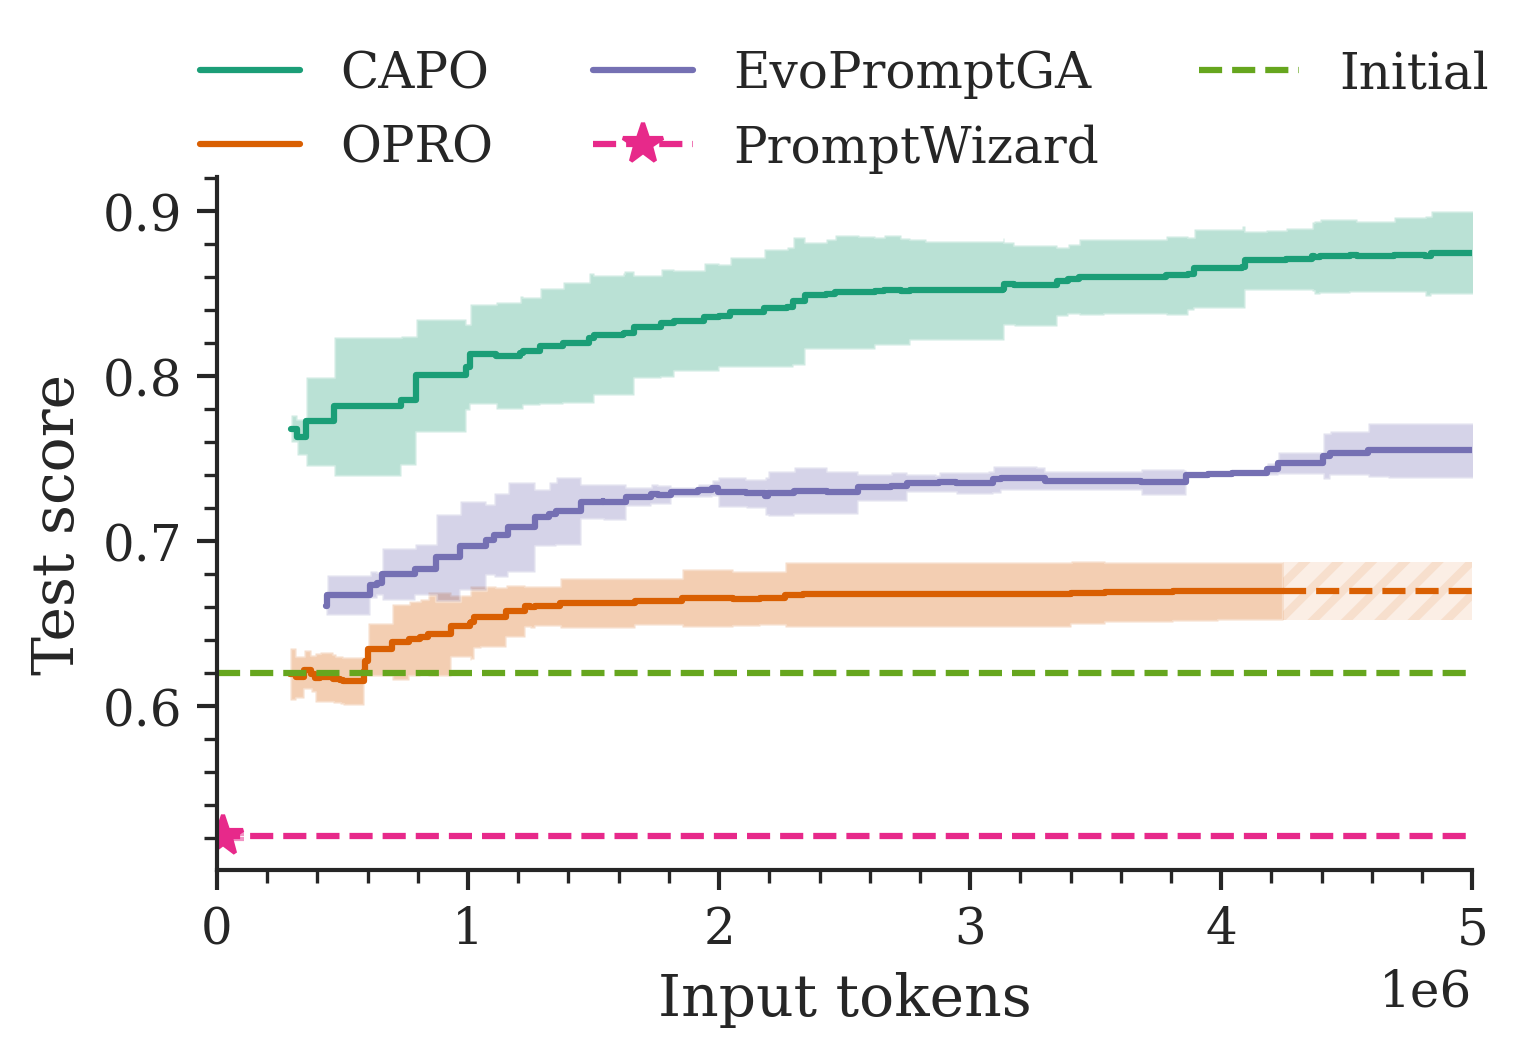 CAPO EvoPromptGA Initial
OPRO PromptWizard
0.9
0.8
0.7
0.6
Test score
0 1 2 3 4 5
Input tokens
1e6